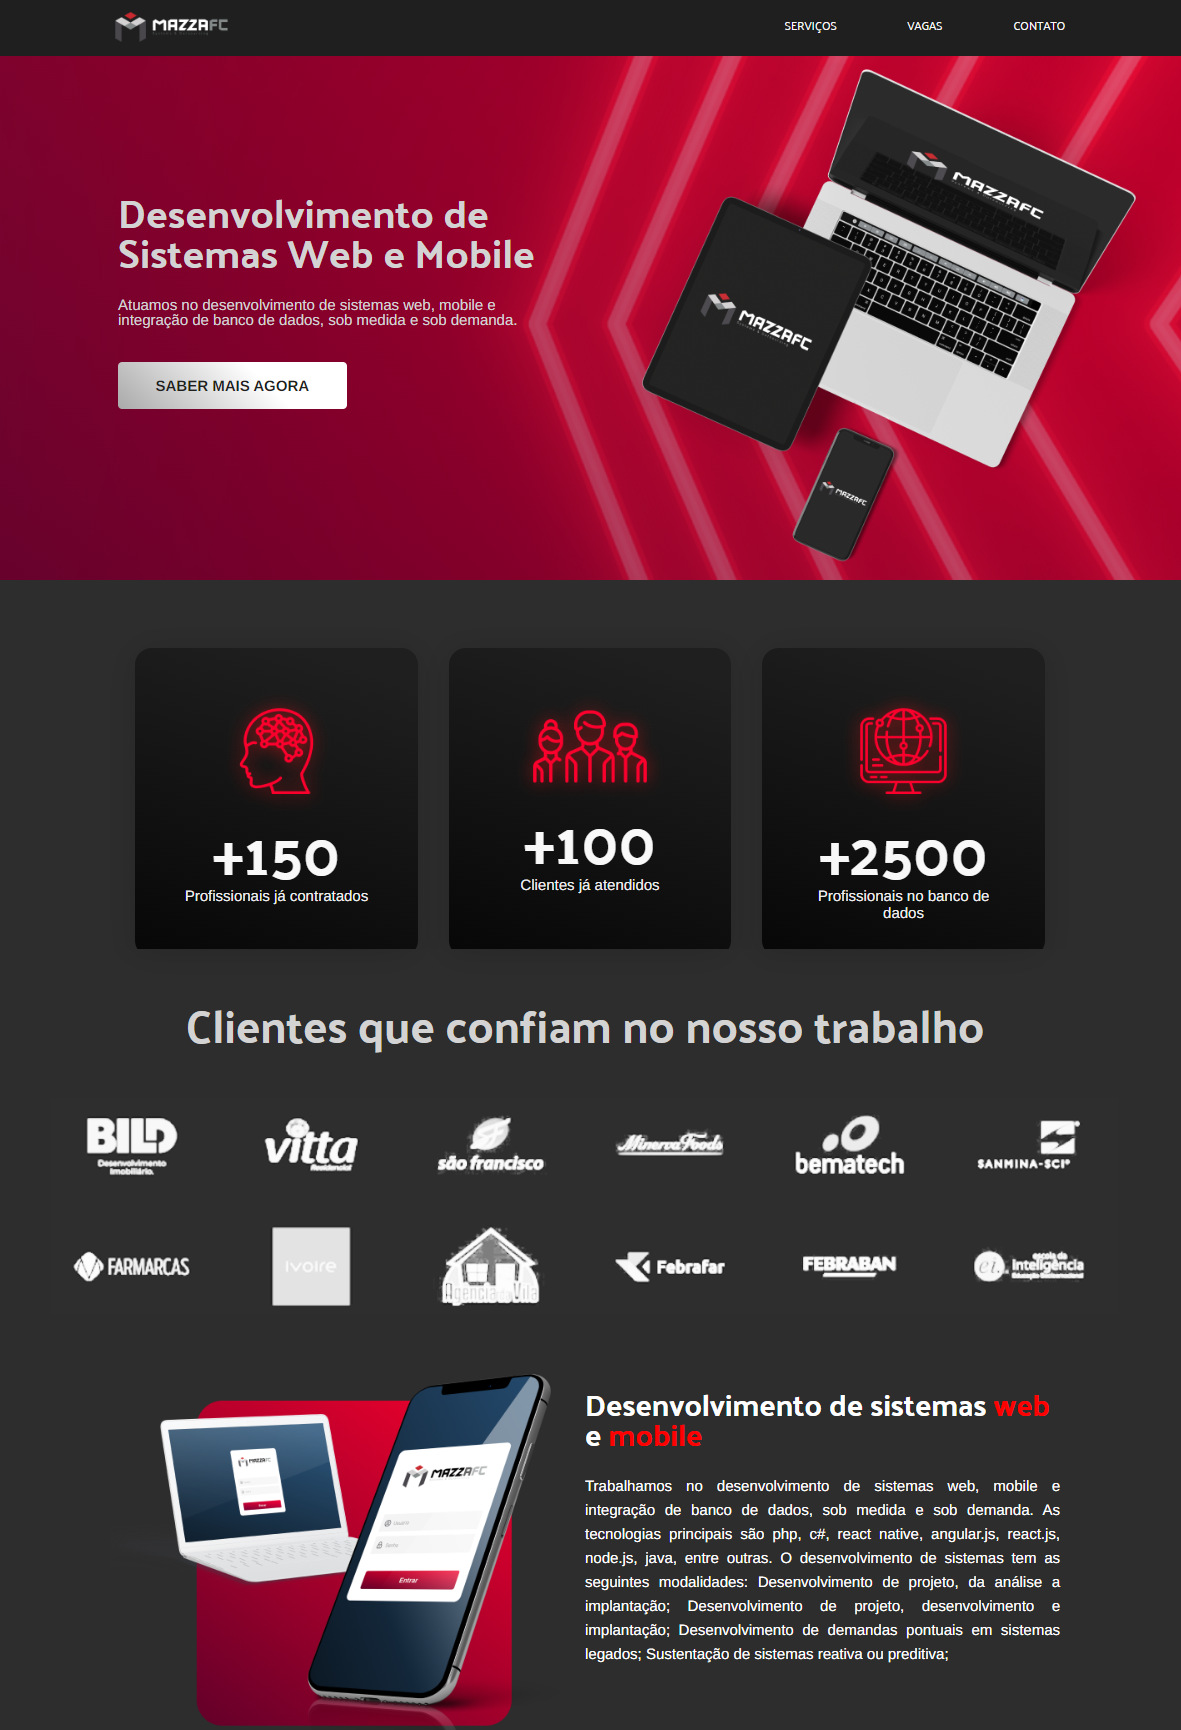 MAZZAFC
SERVIÇOS VAGAS CONTATO
MAZZAFC
MAZZAFC
MAZZAFC
Desenvolvimento de
Sistemas Web e Mobile
Atuamos no desenvolvimento de sistemas web, mobile e
integração de banco de dados, sob medida e sob demanda.
SABER MAIS AGORA
+150
Profissionais já contratados
+100
Clientes já atendidos
+2500
Profissionais no banco de
dados
Clientes que confiam no nosso trabalho
BILD
Desenvolvimento
Imobiliário.
vitta
Residencial
SF
são francisco
Minerva Foods
bematech
SANMINA-SCI®
FARMARCAS
ivoire
Agência da Vila
Febrafar
FEBRABAN
ei.
escola da
inteligência
Educação Socioemocional
MAZZAFC
MAZZAFC
Usuário
Senha
Entrar
Desenvolvimento de sistemas web
e mobile
Trabalhamos no desenvolvimento de sistemas web, mobile e
integração de banco de dados, sob medida e sob demanda. As
tecnologias principais são php, c#, react native, angular.js, react.js,
node.js, java, entre outras. O desenvolvimento de sistemas tem as
seguintes modalidades: Desenvolvimento de projeto, da análise a
implantação; Desenvolvimento de projeto, desenvolvimento e
implantação; Desenvolvimento de demandas pontuais em sistemas
legados; Sustentação de sistemas reativa ou preditiva;